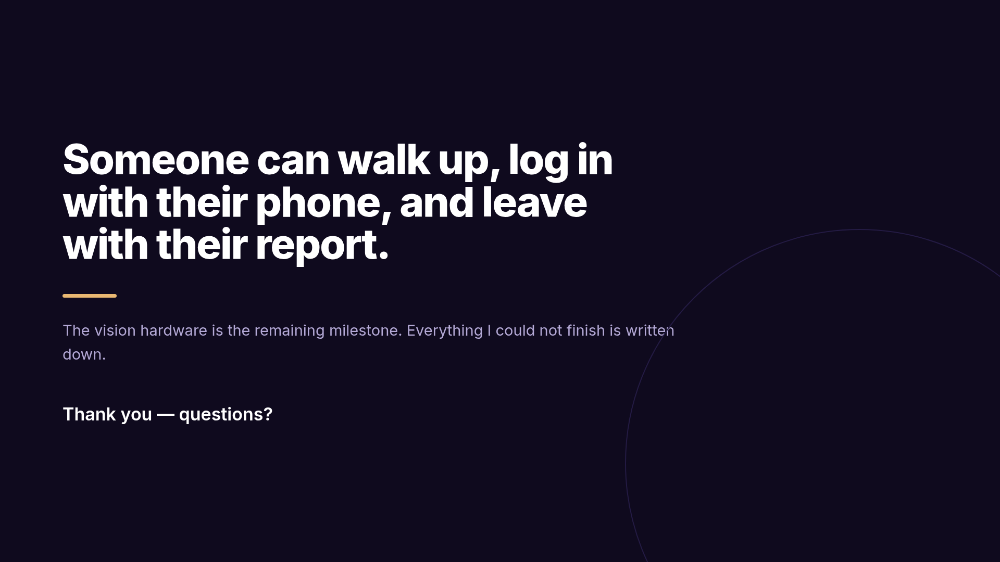 Someone can walk up, log in
with their phone, and leave
with their report.
The vision hardware is the remaining milestone. Everything I could not finish is written
down.
Thank you — questions?